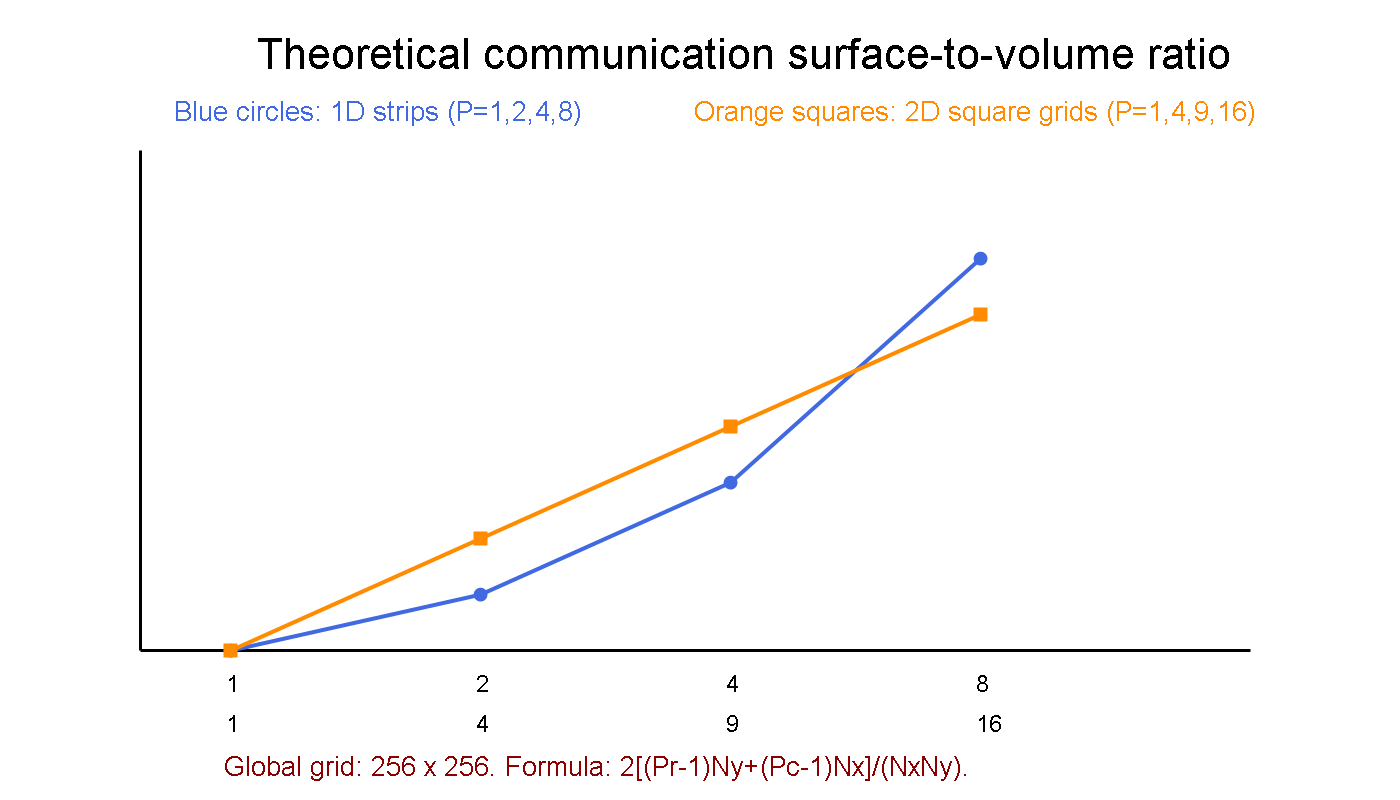 Theoretical communication surface-to-volume ratio
Blue circles: 1D strips (P=1,2,4,8) Orange squares: 2D square grids (P=1,4,9,16)
1 2 4 8
1 4 9 16
Global grid: 256 x 256. Formula: 2[(Pr-1)Ny+(Pc-1)Nx]/(NxNy).